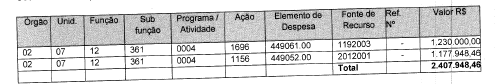 Órgão Unid. Função Sub função Programa / Atividade Ação Elemento de Despesa Fonte de Recurso Ref. Nº Valor R$
02 07 12 361 0004 1696 449061.00 1192003 - 1.230.000,00
02 07 12 361 0004 1156 449052.00 2012001 - 1.177.948,46
Total 2.407.948,46